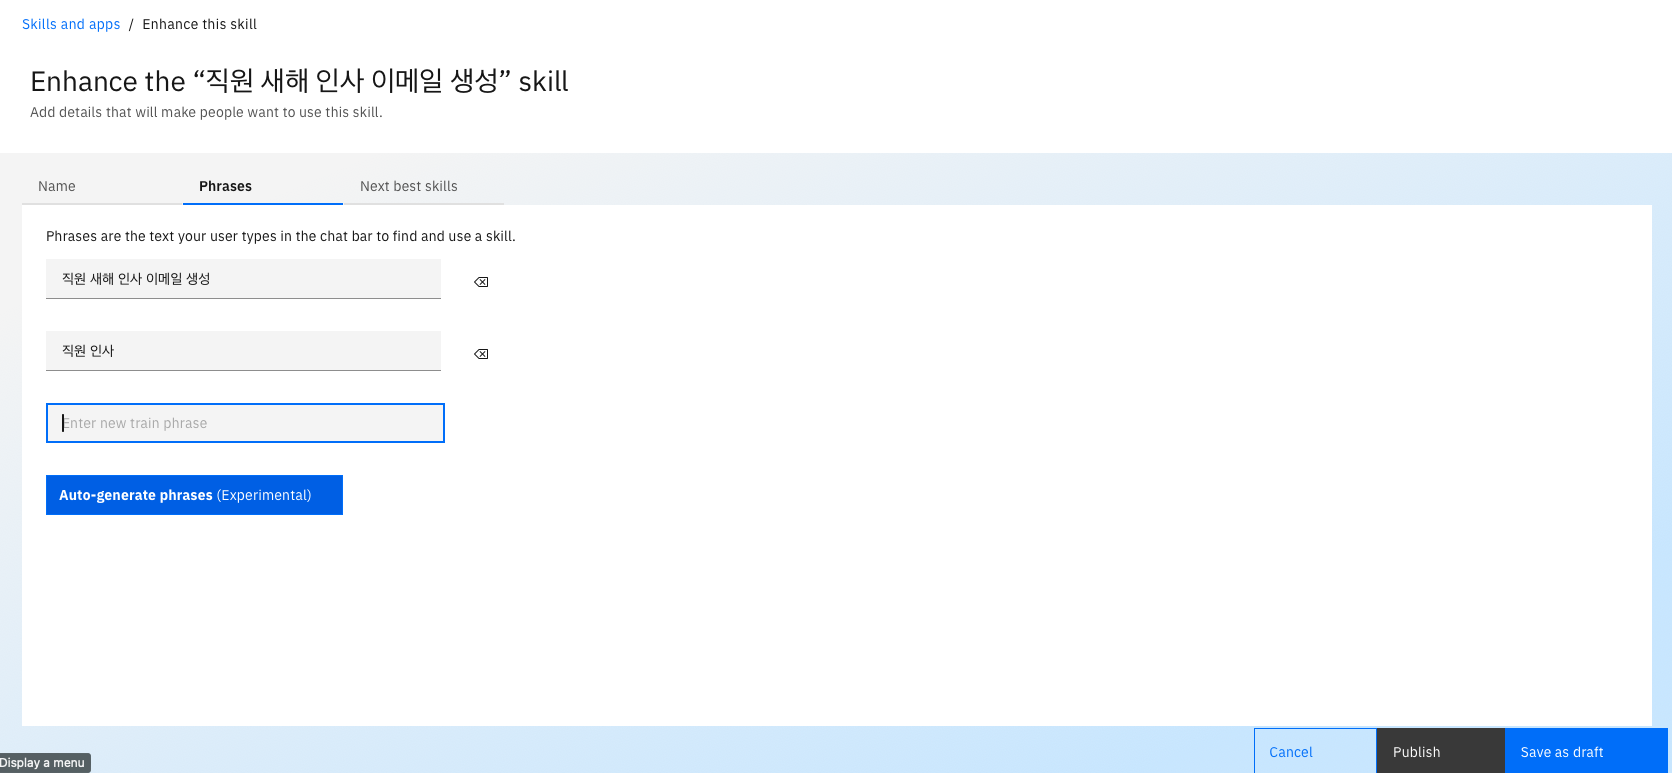 Skills and apps / Enhance this skill
Enhance the “직원 새해 인사 이메일 생성” skill
Add details that will make people want to use this skill.
Name Phrases Next best skills
Phrases are the text your user types in the chat bar to find and use a skill.
직원 새해 인사 이메일 생성
직원 인사
Enter new train phrase
Auto-generate phrases (Experimental)
Cancel Publish Save as draft
Display a menu